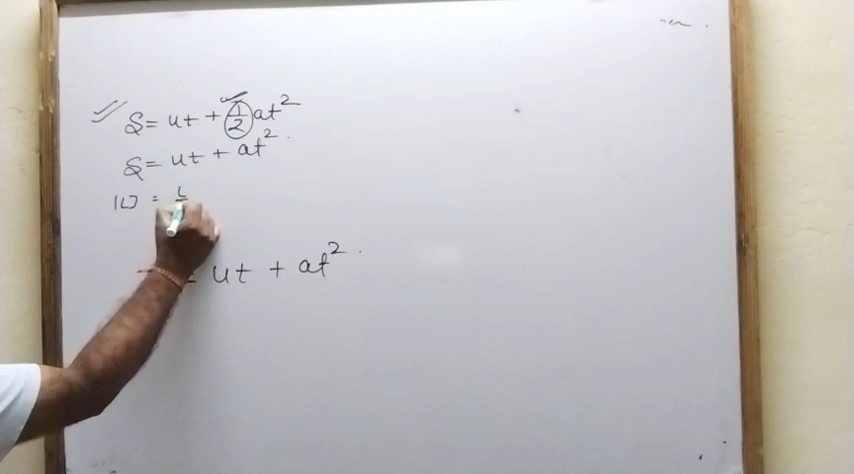 S = ut + 1/2 at²
S = ut + at².
[L] = L
= ut + at².